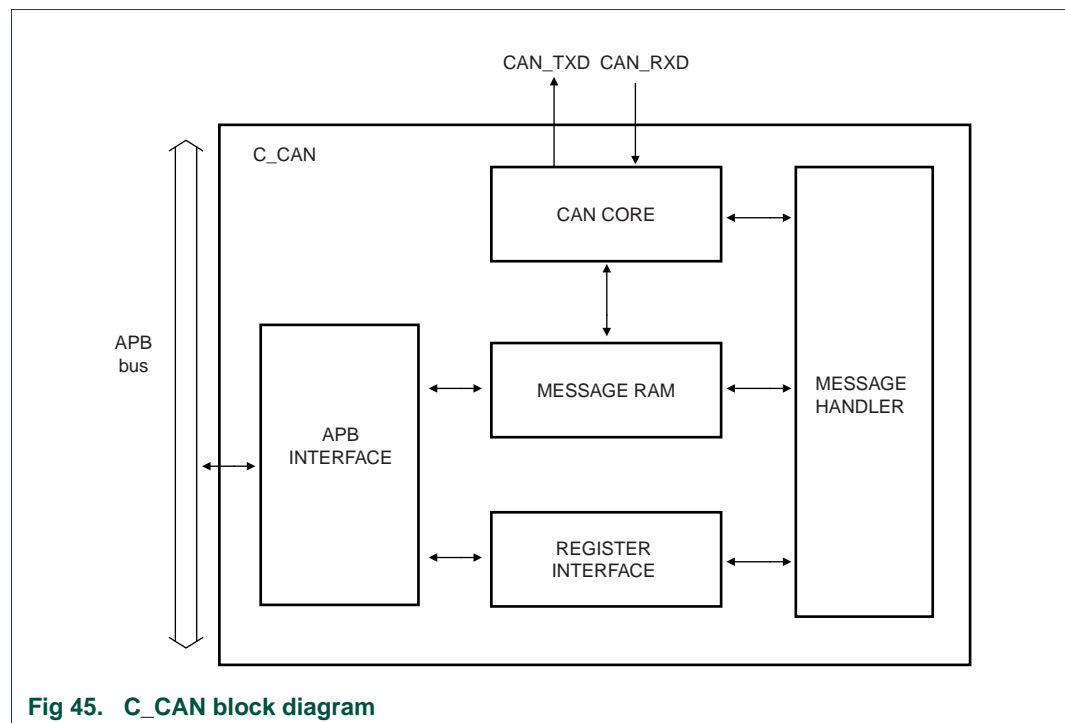 CAN_TXD CAN_RXD
C_CAN
CAN CORE
APB
bus
MESSAGE RAM
MESSAGE
HANDLER
APB
INTERFACE
REGISTER
INTERFACE
Fig 45. C_CAN block diagram